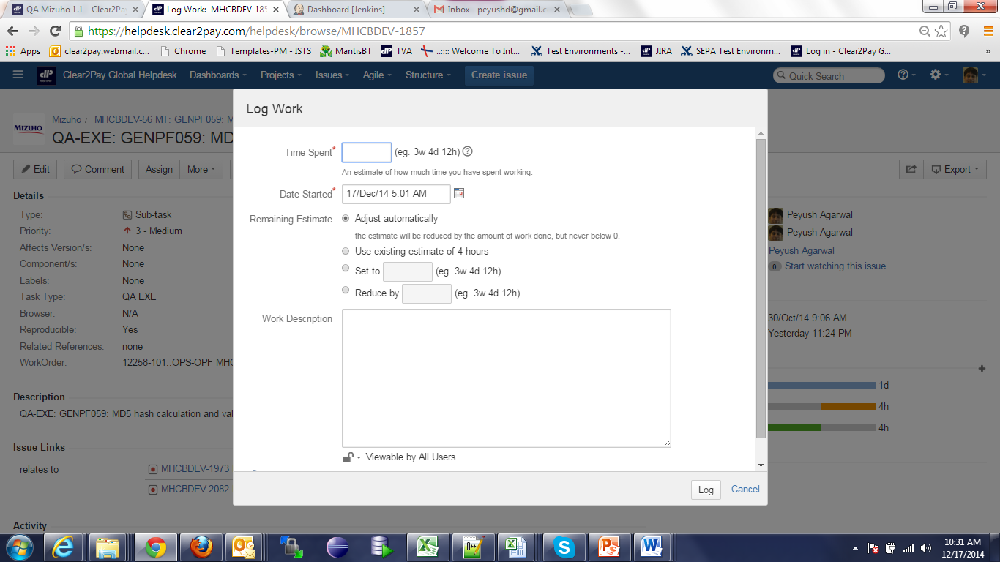 QA Mizuho 1.1 - Clear2Pa
Log Work: MHCBDEV-185
Dashboard [Jenkins]
Inbox - peyushd@gmail.c
https://helpdesk.clear2pay.com/helpdesk/browse/MHCBDEV-1857
Apps clear2pay.webmail.c... Chrome Templates-PM - ISTS MantisBT TVA ..:::: Welcome To Int... Test Environments -... JIRA SEPA Test Environm... Log in - Clear2Pay G... »
Clear2Pay Global Helpdesk Dashboards Projects Issues Agile Structure Create issue Quick Search
Log Work
MIZUHO
Mizuho / MHCBDEV-56 MT: GENPF059: M
QA-EXE: GENPF059: MD
Edit Comment Assign More Export
Time Spent* (eg. 3w 4d 12h)
An estimate of how much time you have spent working.
Date Started* 17/Dec/14 5:01 AM
Remaining Estimate Adjust automatically
the estimate will be reduced by the amount of work done, but never below 0.
Use existing estimate of 4 hours
Set to (eg. 3w 4d 12h)
Reduce by (eg. 3w 4d 12h)
Work Description
Viewable by All Users
Log Cancel
Details
Type: Sub-task
Priority: 3 - Medium
Affects Version/s: None
Component/s: None
Labels: None
Task Type: QA EXE
Browser: N/A
Reproducible: Yes
Related References: none
WorkOrder: 12258-101::OPS-OPF MHC
Description
QA-EXE: GENPF059: MD5 hash calculation and val
Issue Links
relates to MHCBDEV-1973
MHCBDEV-2082
Activity
Peyush Agarwal
Peyush Agarwal
Peyush Agarwal
0 Start watching this issue
30/Oct/14 9:06 AM
Yesterday 11:24 PM
1d
4h
4h
10:31 AM
12/17/2014